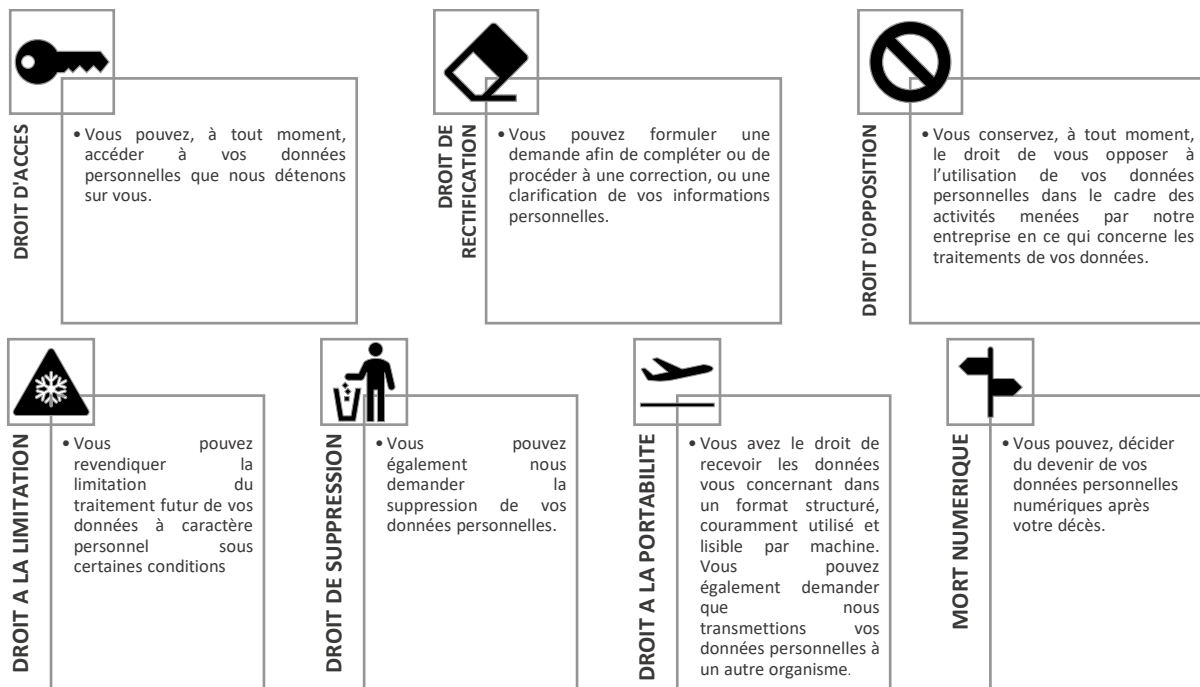 DROIT D'ACCES
• Vous pouvez, à tout moment,
accéder à vos données
personnelles que nous détenons
sur vous.
DROIT DE
RECTIFICATION
• Vous pouvez formuler une
demande afin de compléter ou de
procéder à une correction, ou une
clarification de vos informations
personnelles.
DROIT D'OPPOSITION
• Vous conservez, à tout moment,
le droit de vous opposer à
l’utilisation de vos données
personnelles dans le cadre des
activités menées par notre
entreprise en ce qui concerne les
traitements de vos données.
DROIT A LA LIMITATION
• Vous pouvez
revendiquer la
limitation du
traitement futur de vos
données à caractère
personnel sous
certaines conditions
DROIT DE SUPPRESSION
• Vous pouvez
également nous
demander la
suppression de vos
données personnelles.
DROIT A LA PORTABILITE
• Vous avez le droit de
recevoir les données
vous concernant dans
un format structuré,
couramment utilisé et
lisible par machine.
Vous pouvez
également demander
que nous
transmettions vos
données personnelles à
un autre organisme.
MORT NUMERIQUE
• Vous pouvez, décider
du devenir de vos
données personnelles
numériques après
votre décès.